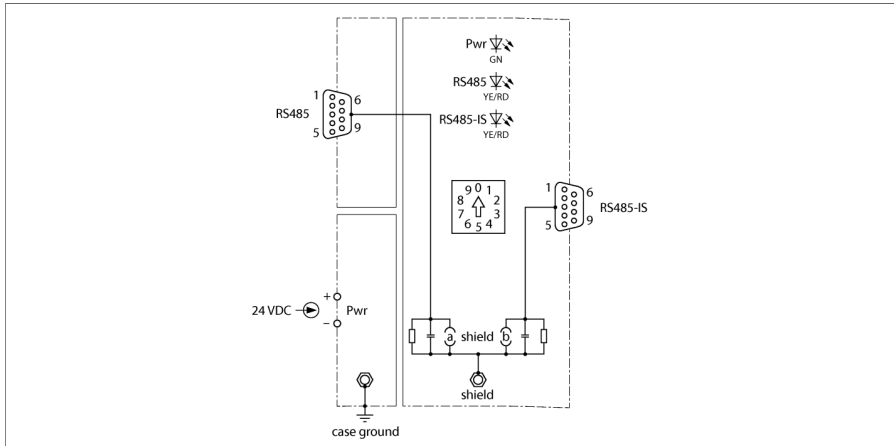 Pwr
GN
RS485
YE/RD
RS485-IS
YE/RD
1
6
RS485
5
9
9 0 1
8 2
7 3
6 5 4
1
6
RS485-IS
5
9
+
24 VDC Pwr
–
a shield b
shield
case ground